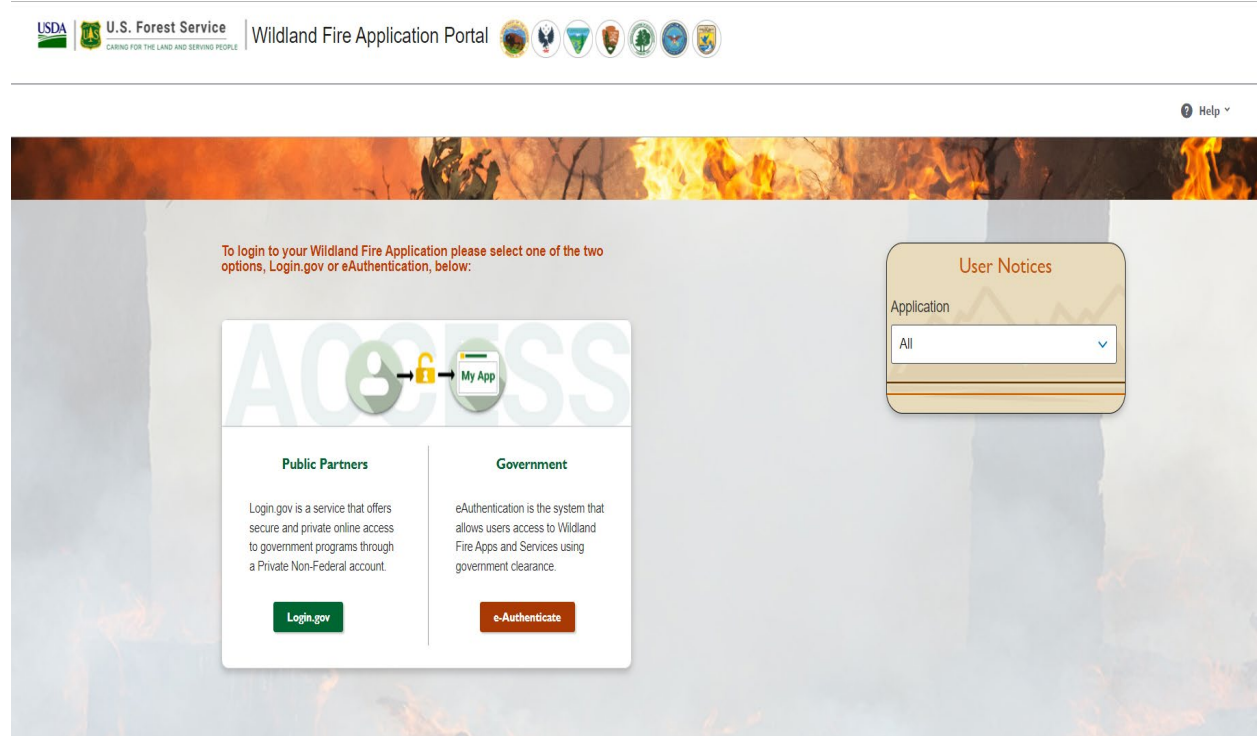 USDA
U.S. Forest Service
CARING FOR THE LAND AND SERVING PEOPLE
Wildland Fire Application Portal
Help
To login to your Wildland Fire Application please select one of the two
options, Login.gov or eAuthentication, below:
User Notices
Application
All
ACCESS
My App
Public Partners
Login.gov is a service that offers
secure and private online access
to government programs through
a Private Non-Federal account.
Login.gov
Government
eAuthentication is the system that
allows users access to Wildland
Fire Apps and Services using
government clearance.
e-Authenticate